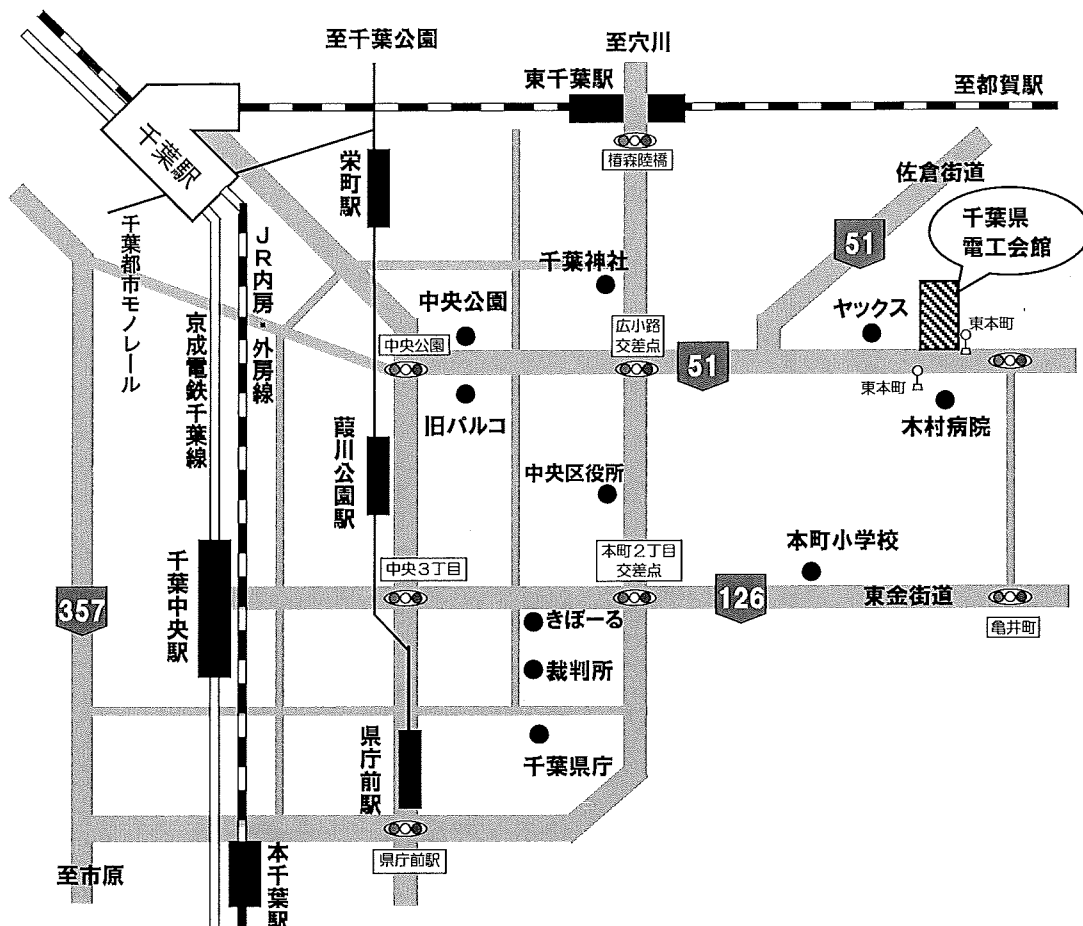 至千葉公園
至穴川
東千葉駅
至都賀駅
千葉駅
栄町駅
椿森陸橋
佐倉街道
千葉県
電工会館
51
千葉都市モノレール
京成電鉄千葉線
JR内房・外房線
千葉神社
中央公園
中央公園
広小路
交差点
51
ヤックス
東本町
東本町
旧パルコ
木村病院
葭川公園駅
中央区役所
千葉中央駅
中央3丁目
本町2丁目
交差点
本町小学校
357
126
東金街道
亀井町
きぼーる
裁判所
県庁前駅
千葉県庁
県庁前駅
至市原
本千葉駅